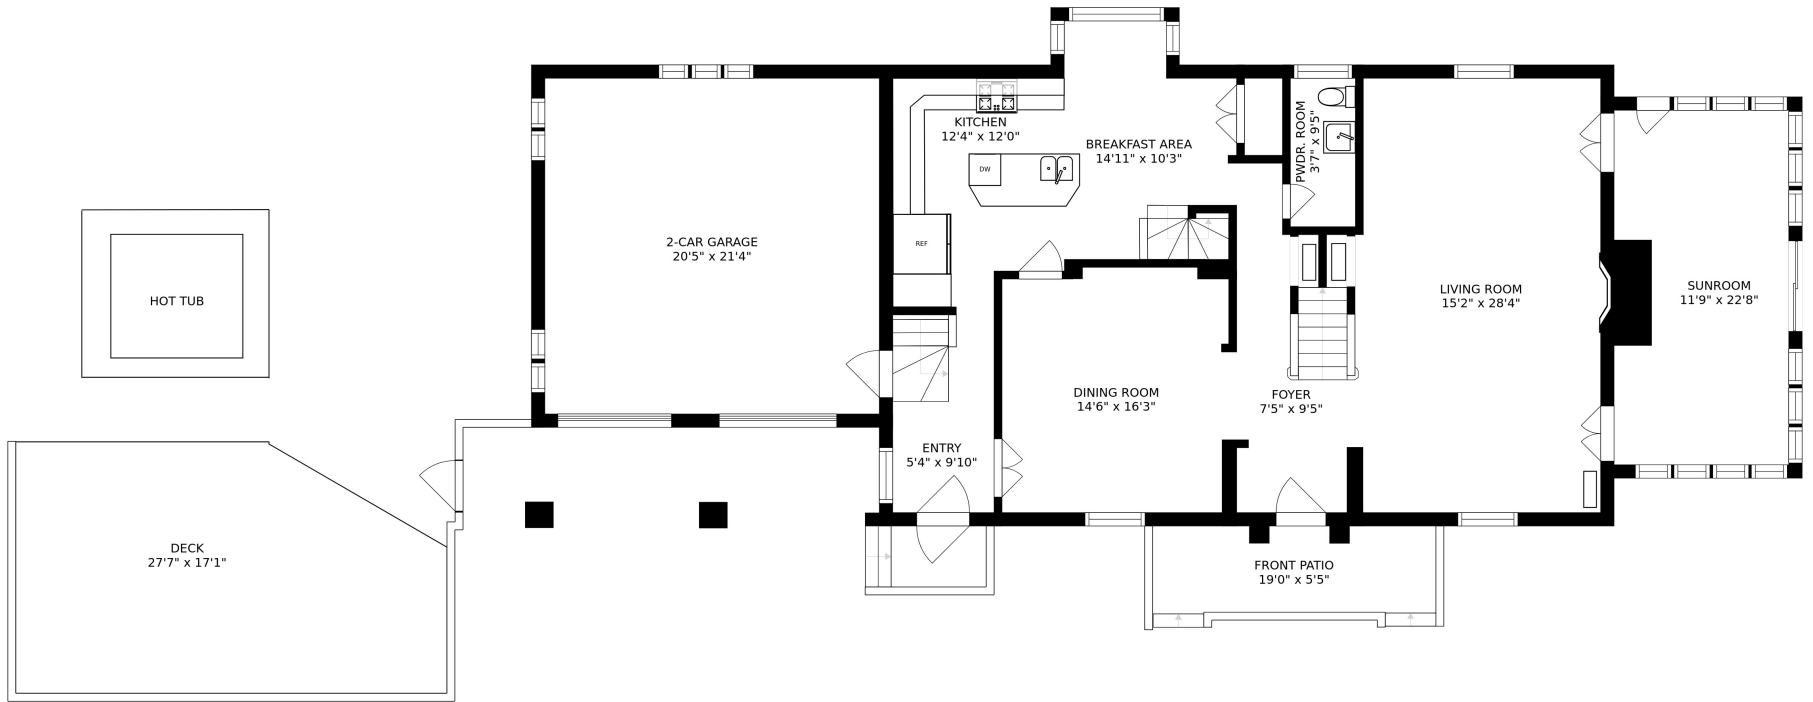 KITCHEN
12'4" x 12'0"
BREAKFAST AREA
14'11" x 10'3"
PWDR. ROOM
3'7" x 9'5"
DW
REF
2-CAR GARAGE
20'5" x 21'4"
HOT TUB
LIVING ROOM
15'2" x 28'4"
SUNROOM
11'9" x 22'8"
DINING ROOM
14'6" x 16'3"
FOYER
7'5" x 9'5"
ENTRY
5'4" x 9'10"
DECK
27'7" x 17'1"
FRONT PATIO
19'0" x 5'5"